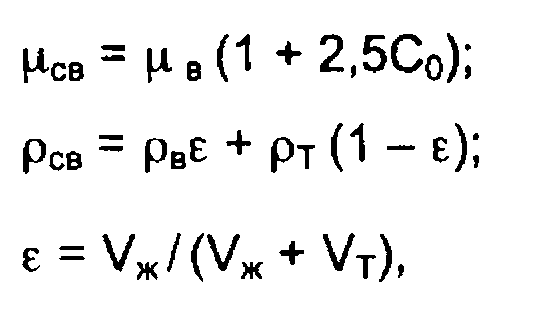 μсв = μ в (1 + 2,5C₀);
ρсв = ρвε + ρТ (1 – ε);
ε = Vж/(Vж + VТ),